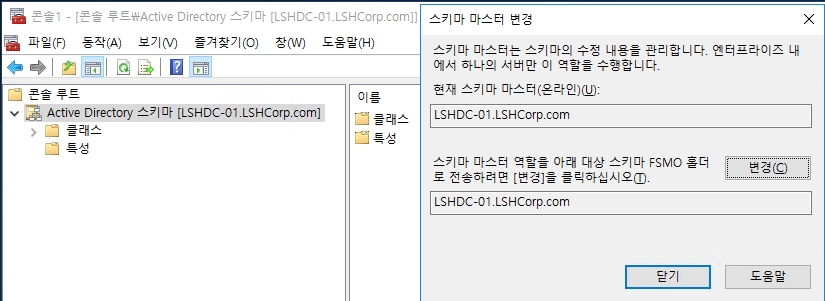 콘솔1 - [콘솔 루트₩Active Directory 스키마 [LSHDC-01.LSHCorp.com]]
파일(F) 동작(A) 보기(V) 즐겨찾기(O) 창(W) 도움말(H)
콘솔 루트
Active Directory 스키마 [LSHDC-01.LSHCorp.com]
클래스
특성
이름
클래스
특성
스키마 마스터 변경
스키마 마스터는 스키마의 수정 내용을 관리합니다. 엔터프라이즈 내
에서 하나의 서버만 이 역할을 수행합니다.
현재 스키마 마스터(온라인)(U):
LSHDC-01.LSHCorp.com
스키마 마스터 역할을 아래 대상 스키마 FSMO 홀더
로 전송하려면 [변경]을 클릭하십시오(T).
변경(C)
LSHDC-01.LSHCorp.com
닫기
도움말